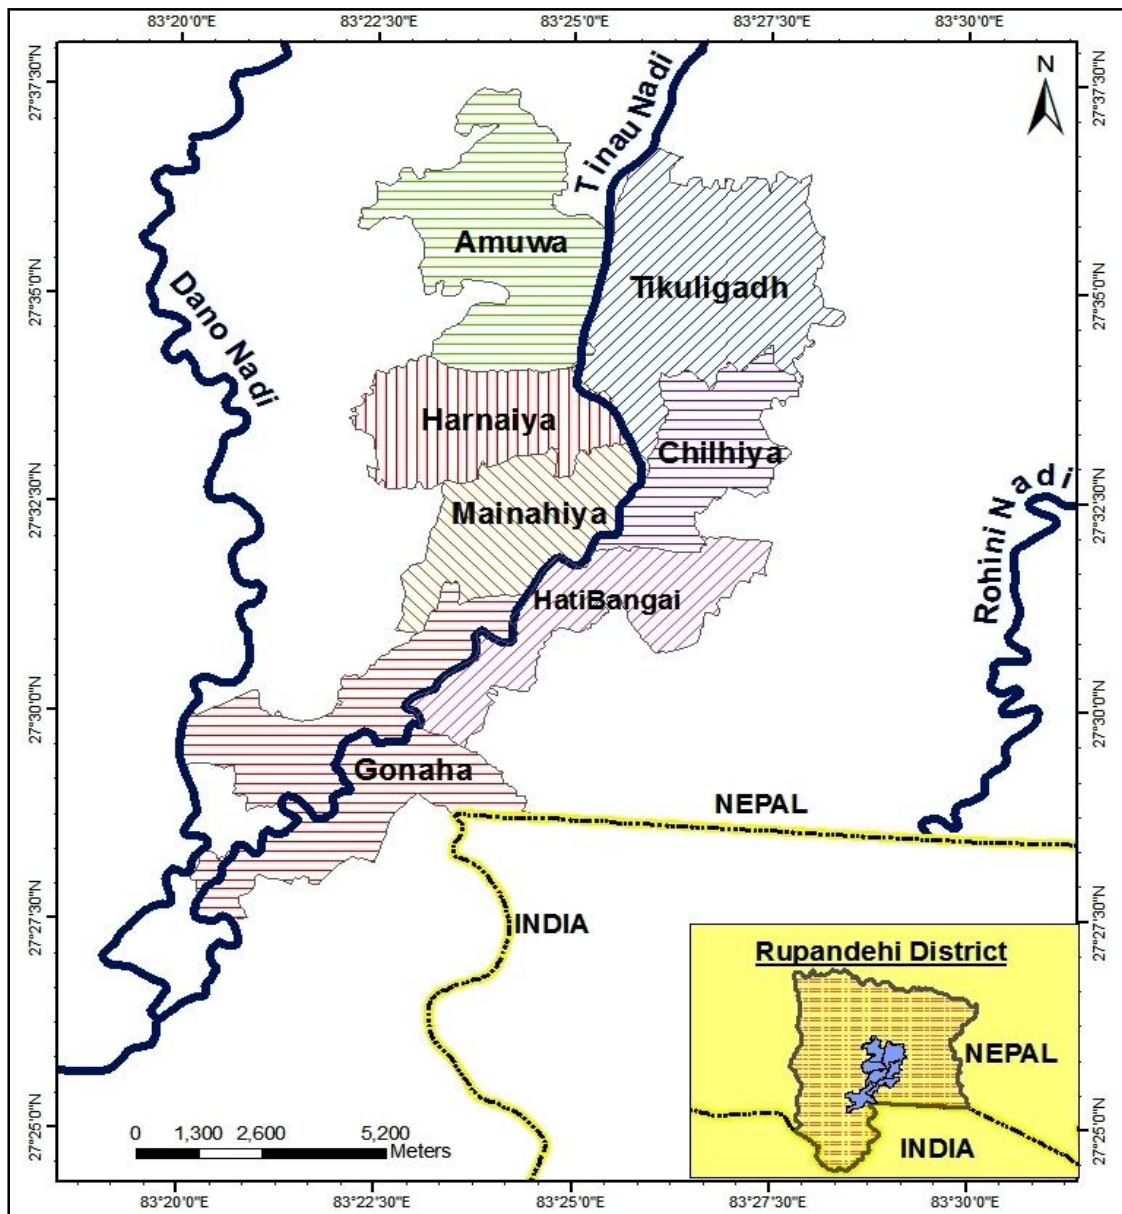 83°20'0"E 83°22'30"E 83°25'0"E 83°27'30"E 83°30'0"E
27°37'30"N
27°37'30"N
N
Tinau Nadi
Amuwa
Tikuligadh
27°35'0"N
27°35'0"N
Dano Nadi
Harnaiya
Chilhiya
Mainahiya
27°32'30"N
27°32'30"N
Rohini Nadi
HatiBangai
27°30'0"N
27°30'0"N
Gonaha
NEPAL
INDIA
27°27'30"N
27°27'30"N
Rupandehi District
NEPAL
INDIA
27°25'0"N
27°25'0"N
0 1,300 2,600 5,200
Meters
83°20'0"E 83°22'30"E 83°25'0"E 83°27'30"E 83°30'0"E